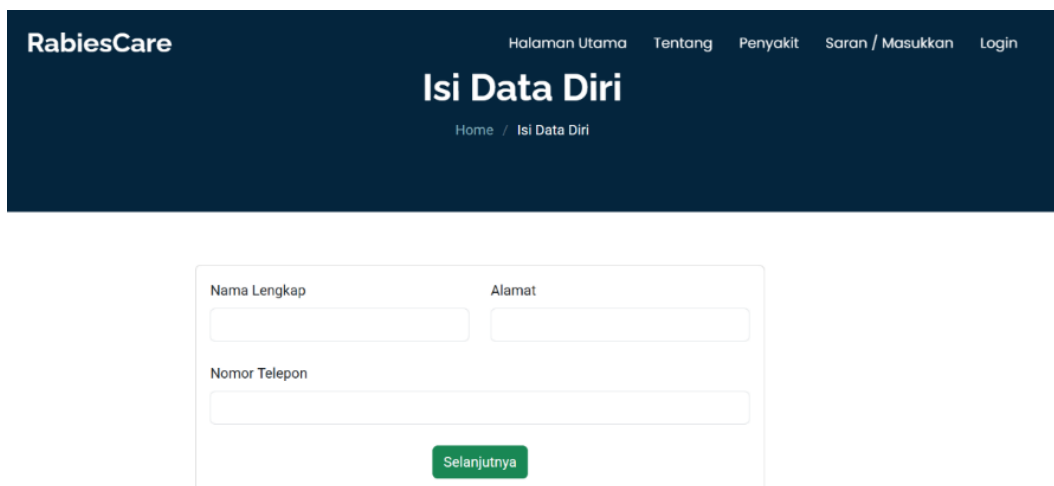 RabiesCare Halaman Utama Tentang Penyakit Saran / Masukkan Login
Isi Data Diri
Home / Isi Data Diri
Nama Lengkap Alamat
Nomor Telepon
Selanjutnya